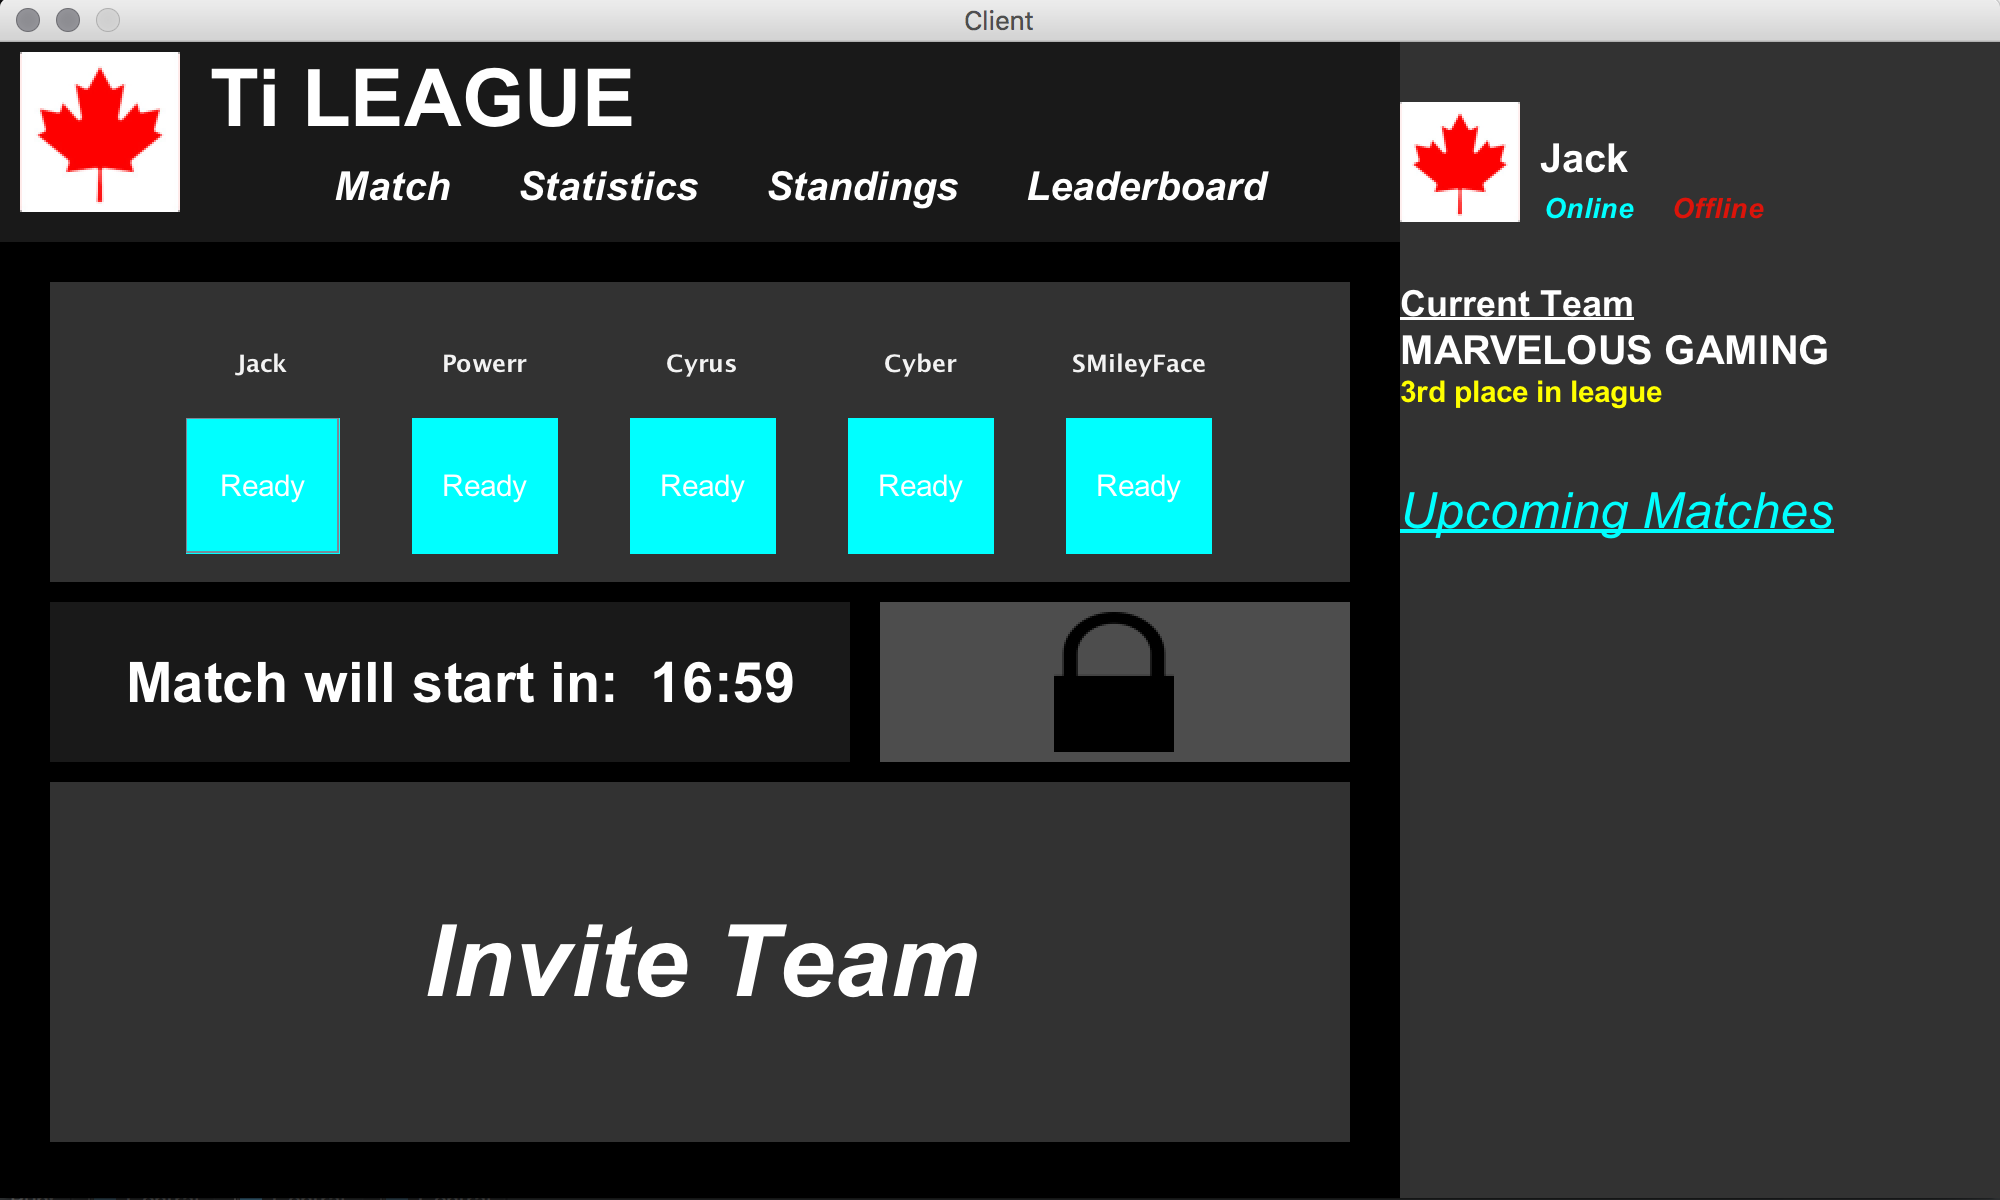 Client
Ti LEAGUE
Match Statistics Standings Leaderboard
Jack
Online Offline
Current Team
MARVELOUS GAMING
3rd place in league
Upcoming Matches
Jack Powerr Cyrus Cyber SMileyFace
Ready Ready Ready Ready Ready
Match will start in: 16:59
Invite Team